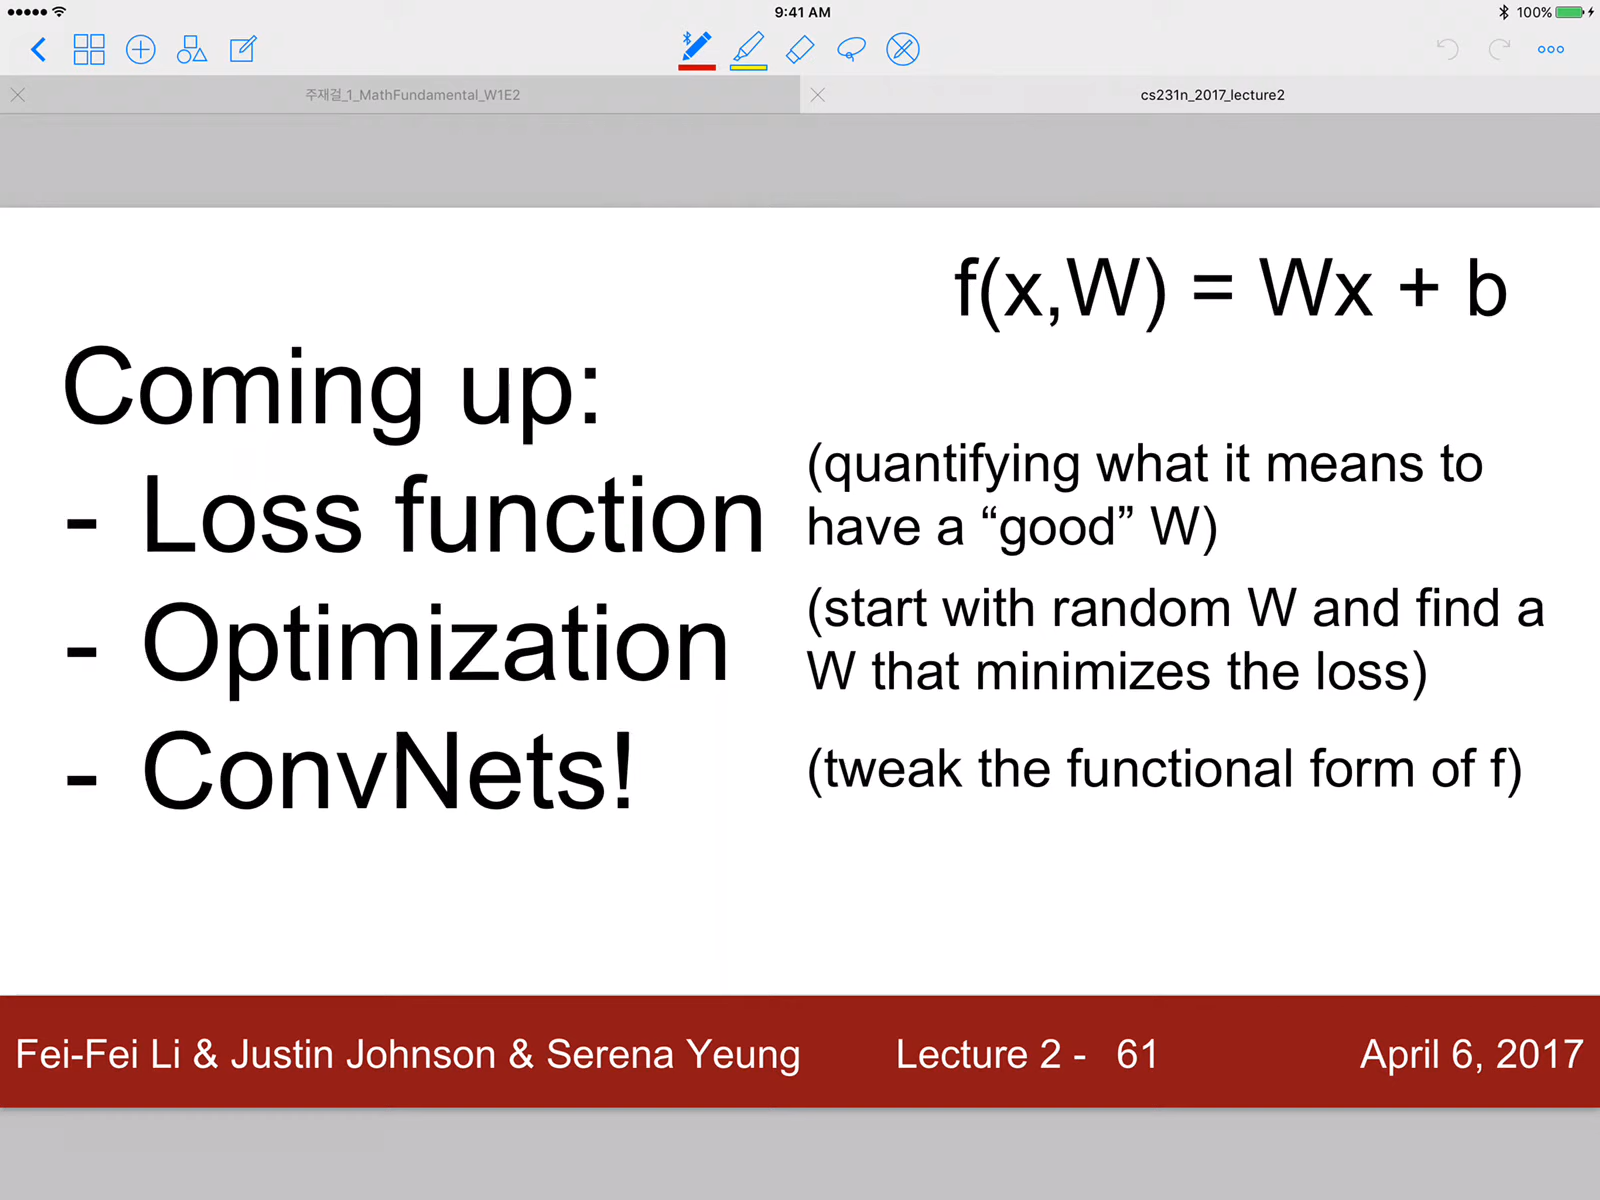 9:41 AM
100%
주재걸_1_MathFundamental_W1E2
cs231n_2017_lecture2
f(x,W) = Wx + b
Coming up:
- Loss function
(quantifying what it means to
have a “good” W)
- Optimization
(start with random W and find a
W that minimizes the loss)
- ConvNets!
(tweak the functional form of f)
Fei-Fei Li & Justin Johnson & Serena Yeung
Lecture 2 - 61
April 6, 2017